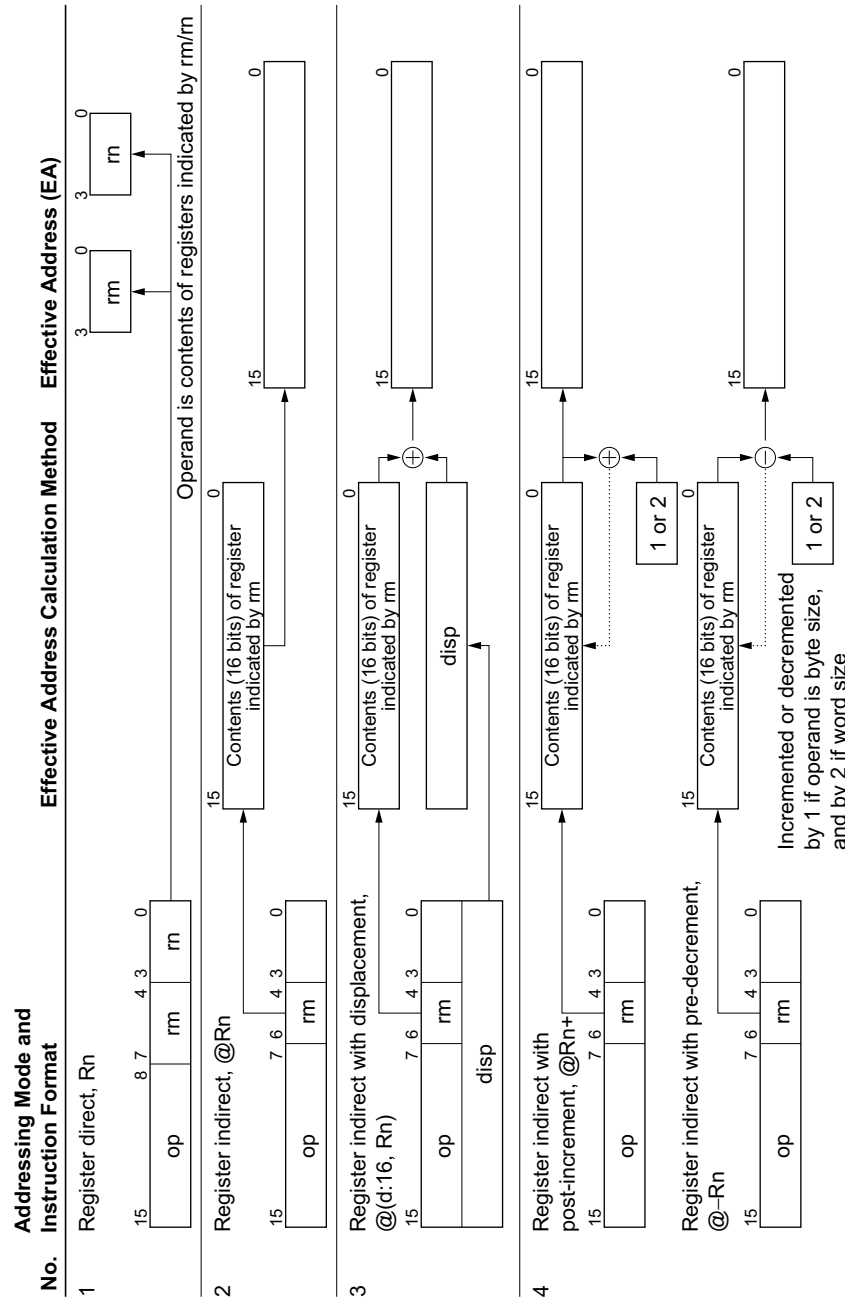 Addressing Mode and
No. Instruction Format Effective Address Calculation Method Effective Address (EA)
1 Register direct, Rn
3 0 3 0
rm rn
15 8 7 4 3 0
op rm rn
Operand is contents of registers indicated by rm/rn
2 Register indirect, @Rn
15 0
Contents (16 bits) of register
indicated by rm
15 0
15 7 6 4 3 0
op rm
3 Register indirect with displacement,
@(d:16, Rn)
15 0
Contents (16 bits) of register
indicated by rm
15 0
15 7 6 4 3 0
op rm
disp
disp
4 Register indirect with
post-increment, @Rn+
15 0
Contents (16 bits) of register
indicated by rm
15 0
15 7 6 4 3 0
op rm
1 or 2
Register indirect with pre-decrement,
@–Rn
15 0
Contents (16 bits) of register
indicated by rm
15 0
15 7 6 4 3 0
op rm
1 or 2
Incremented or decremented
by 1 if operand is byte size,
and by 2 if word size